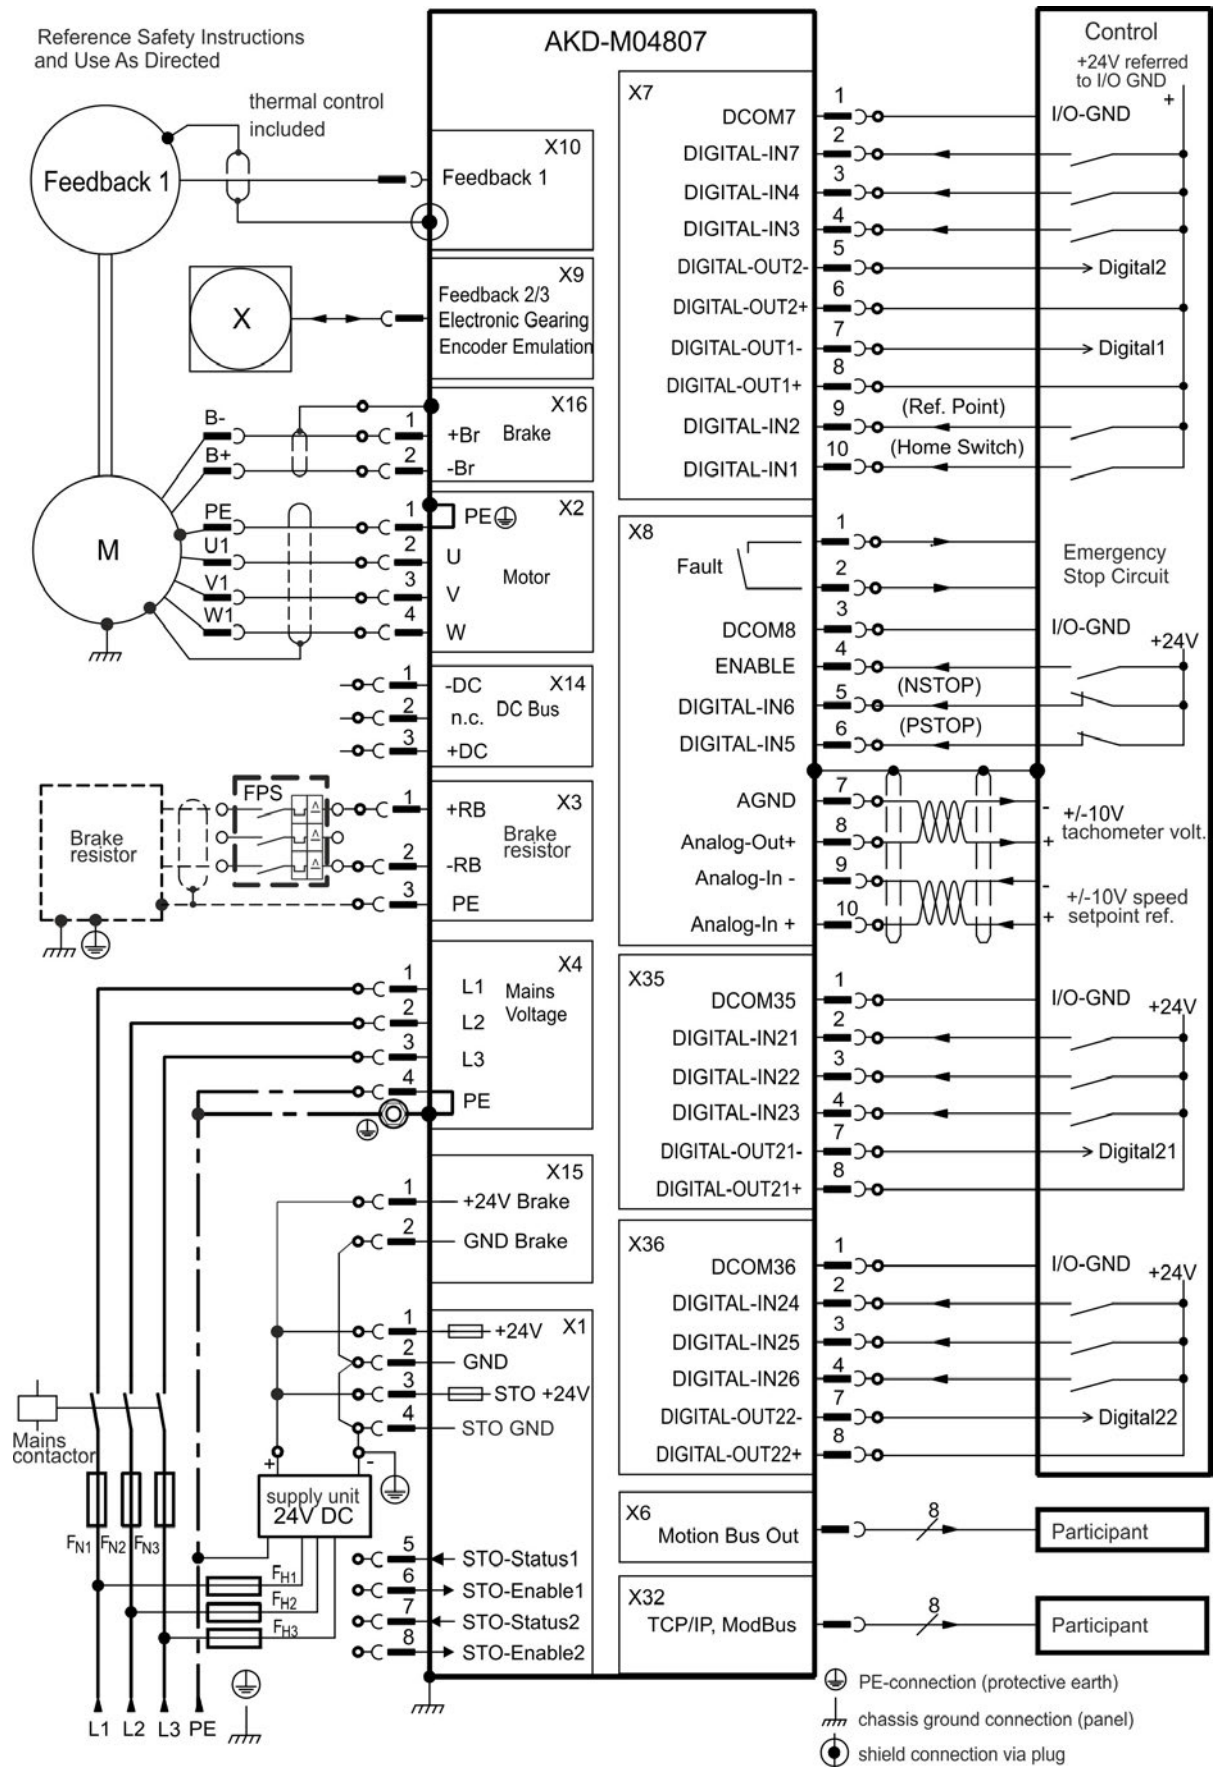 Reference Safety Instructions
and Use As Directed
AKD-M04807
thermal control
included
Feedback 1
X10
Feedback 1
X9
Feedback 2/3
Electronic Gearing
Encoder Emulation
X
X16
B-
1
+Br Brake
B+
2
-Br
M
X2
PE
1
PE
U1
2
U
Motor
V1
3
V
W1
4
W
X14
1
-DC
2
n.c. DC Bus
3
+DC
X3
Brake
resistor
FPS
1
+RB
Brake
resistor
2
-RB
3
PE
X4
1
L1 Mains
Voltage
2
L2
3
L3
4
PE
X15
1
+24V Brake
2
GND Brake
X1
1
+24V
2
GND
3
STO +24V
4
STO GND
Mains
contactor
+ -
supply unit
24V DC
FN1 FN2 FN3
FH1
FH2
FH3
5
STO-Status1
6
STO-Enable1
7
STO-Status2
8
STO-Enable2
L1 L2 L3 PE
X7
DCOM7
1
DIGITAL-IN7
2
DIGITAL-IN4
3
DIGITAL-IN3
4
DIGITAL-OUT2-
5
Digital2
DIGITAL-OUT2+
6
DIGITAL-OUT1-
7
Digital1
DIGITAL-OUT1+
8
DIGITAL-IN2
9
(Ref. Point)
DIGITAL-IN1
10
(Home Switch)
Control
+24V referred
to I/O GND
+
I/O-GND
X8
Fault
1
2
Emergency
Stop Circuit
DCOM8
3
I/O-GND
+24V
ENABLE
4
DIGITAL-IN6
5
(NSTOP)
DIGITAL-IN5
6
(PSTOP)
AGND
7
-
+/-10V
tachometer volt.
Analog-Out+
8
+
Analog-In -
9
-
+/-10V speed
setpoint ref.
Analog-In +
10
+
X35
DCOM35
1
I/O-GND
+24V
DIGITAL-IN21
2
DIGITAL-IN22
3
DIGITAL-IN23
4
DIGITAL-OUT21-
7
Digital21
DIGITAL-OUT21+
8
X36
DCOM36
1
I/O-GND
+24V
DIGITAL-IN24
2
DIGITAL-IN25
3
DIGITAL-IN26
4
DIGITAL-OUT22-
7
Digital22
DIGITAL-OUT22+
8
X6
Motion Bus Out
8
Participant
X32
TCP/IP, ModBus
8
Participant
PE-connection (protective earth)
chassis ground connection (panel)
shield connection via plug